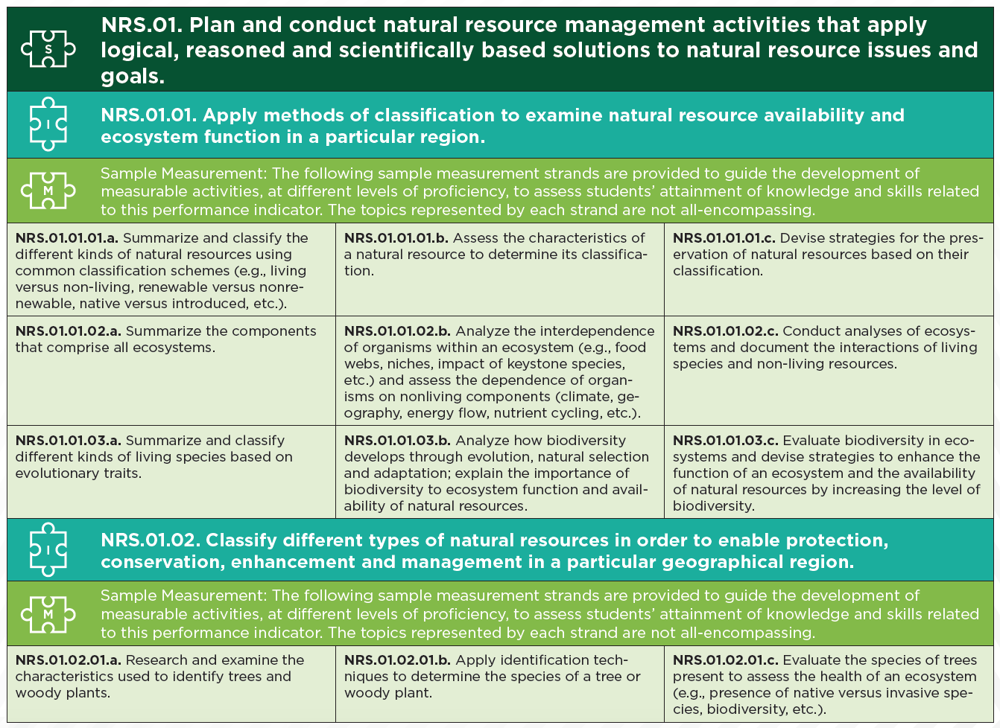 S
NRS.01. Plan and conduct natural resource management activities that apply
logical, reasoned and scientifically based solutions to natural resource issues and
goals.
I
NRS.01.01. Apply methods of classification to examine natural resource availability and
ecosystem function in a particular region.
M
Sample Measurement: The following sample measurement strands are provided to guide the development of
measurable activities, at different levels of proficiency, to assess students’ attainment of knowledge and skills related
to this performance indicator. The topics represented by each strand are not all-encompassing.
NRS.01.01.01.a. Summarize and classify the
different kinds of natural resources using
common classification schemes (e.g., living
versus non-living, renewable versus nonre-
newable, native versus introduced, etc.).
NRS.01.01.01.b. Assess the characteristics of
a natural resource to determine its classifica-
tion.
NRS.01.01.01.c. Devise strategies for the pres-
ervation of natural resources based on their
classification.
NRS.01.01.02.a. Summarize the components
that comprise all ecosystems.
NRS.01.01.02.b. Analyze the interdependence
of organisms within an ecosystem (e.g., food
webs, niches, impact of keystone species,
etc.) and assess the dependence of organ-
isms on nonliving components (climate, ge-
ography, energy flow, nutrient cycling, etc.).
NRS.01.01.02.c. Conduct analyses of ecosys-
tems and document the interactions of living
species and non-living resources.
NRS.01.01.03.a. Summarize and classify
different kinds of living species based on
evolutionary traits.
NRS.01.01.03.b. Analyze how biodiversity
develops through evolution, natural selection
and adaptation; explain the importance of
biodiversity to ecosystem function and avail-
ability of natural resources.
NRS.01.01.03.c. Evaluate biodiversity in eco-
systems and devise strategies to enhance the
function of an ecosystem and the availability
of natural resources by increasing the level of
biodiversity.
I
NRS.01.02. Classify different types of natural resources in order to enable protection,
conservation, enhancement and management in a particular geographical region.
M
Sample Measurement: The following sample measurement strands are provided to guide the development of
measurable activities, at different levels of proficiency, to assess students’ attainment of knowledge and skills related
to this performance indicator. The topics represented by each strand are not all-encompassing.
NRS.01.02.01.a. Research and examine the
characteristics used to identify trees and
woody plants.
NRS.01.02.01.b. Apply identification tech-
niques to determine the species of a tree or
woody plant.
NRS.01.02.01.c. Evaluate the species of trees
present to assess the health of an ecosystem
(e.g., presence of native versus invasive spe-
cies, biodiversity, etc.).